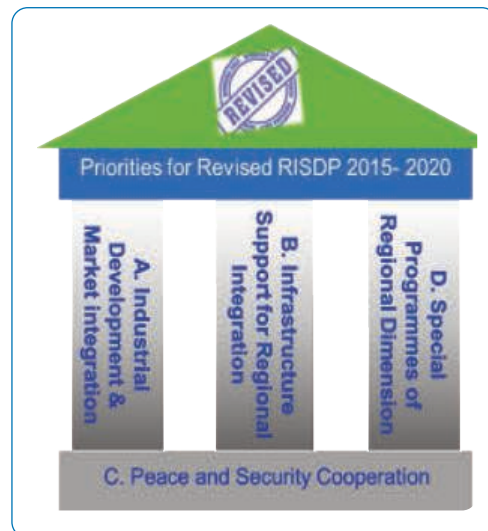 REVISED
Priorities for Revised RISDP 2015- 2020
A. Industrial
Development &
Market integration
B. Infrastructure
Support for Regional
Integration
D. Special
Programmes of
Regional Dimension
C. Peace and Security Cooperation